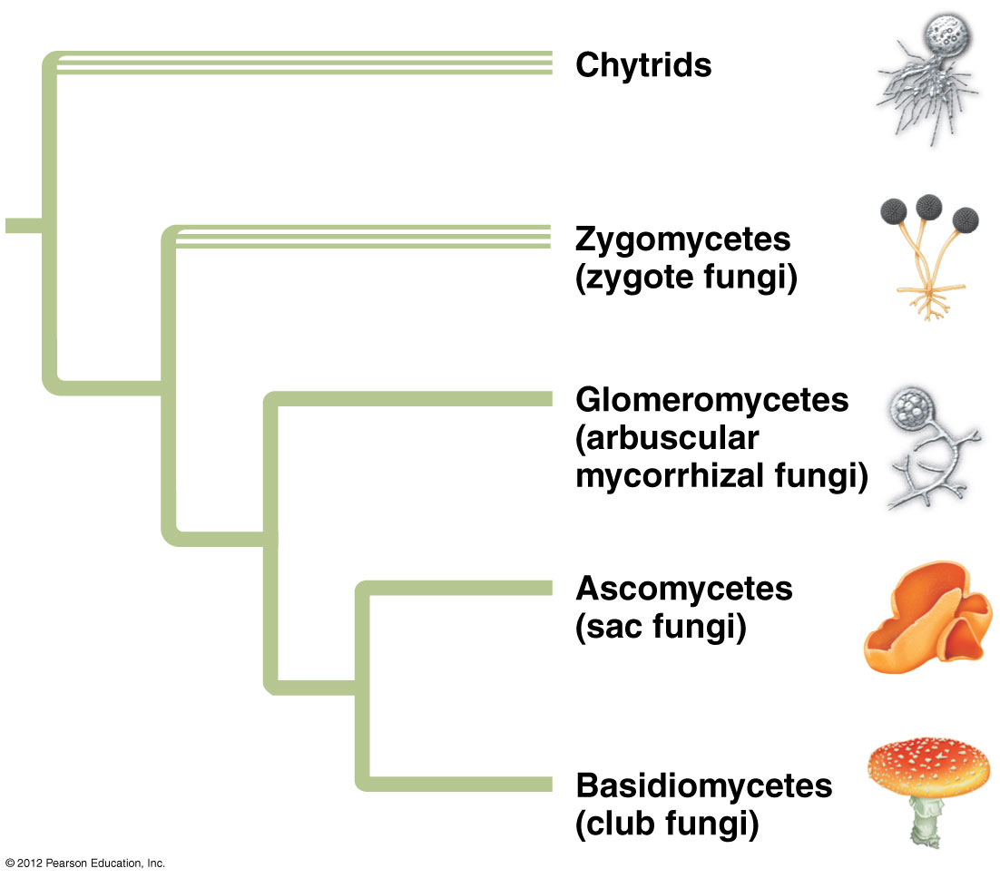 Chytrids
Zygomycetes
(zygote fungi)
Glomeromycetes
(arbuscular
mycorrhizal fungi)
Ascomycetes
(sac fungi)
Basidiomycetes
(club fungi)
© 2012 Pearson Education, Inc.